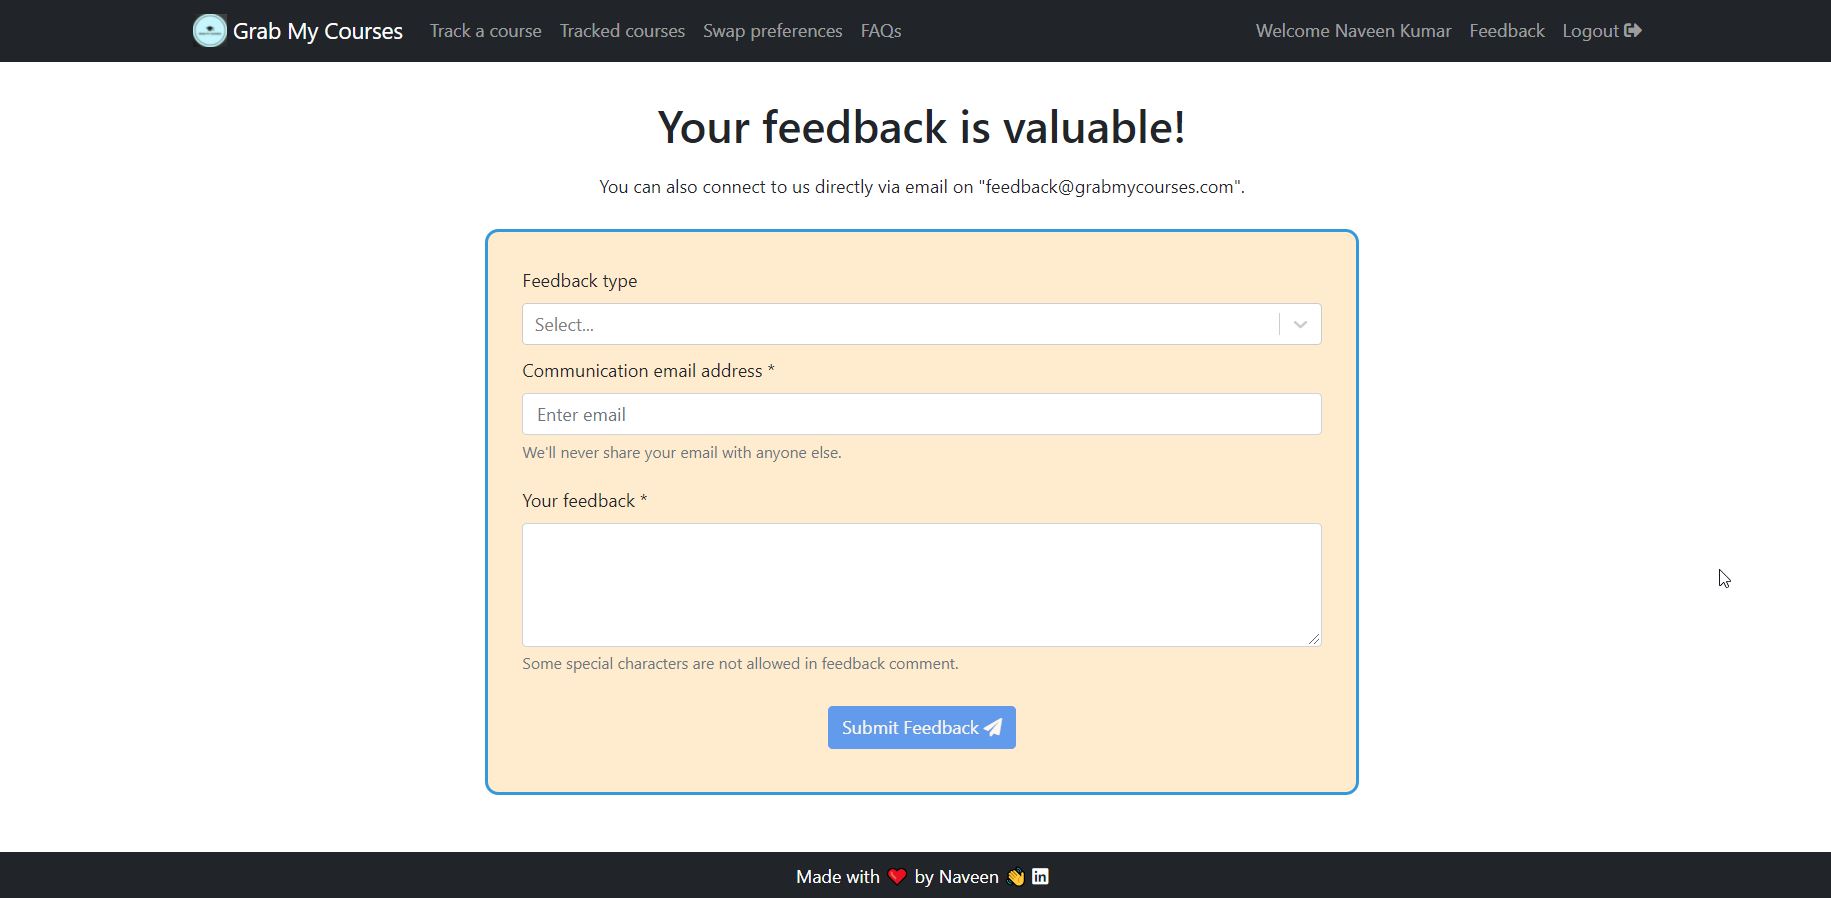 Grab My Courses Track a course Tracked courses Swap preferences FAQs Welcome Naveen Kumar Feedback Logout
Your feedback is valuable!
You can also connect to us directly via email on "feedback@grabmycourses.com".
Feedback type
Select...
Communication email address *
Enter email
We'll never share your email with anyone else.
Your feedback *
Some special characters are not allowed in feedback comment.
Submit Feedback
Made with ❤️ by Naveen 👋 in